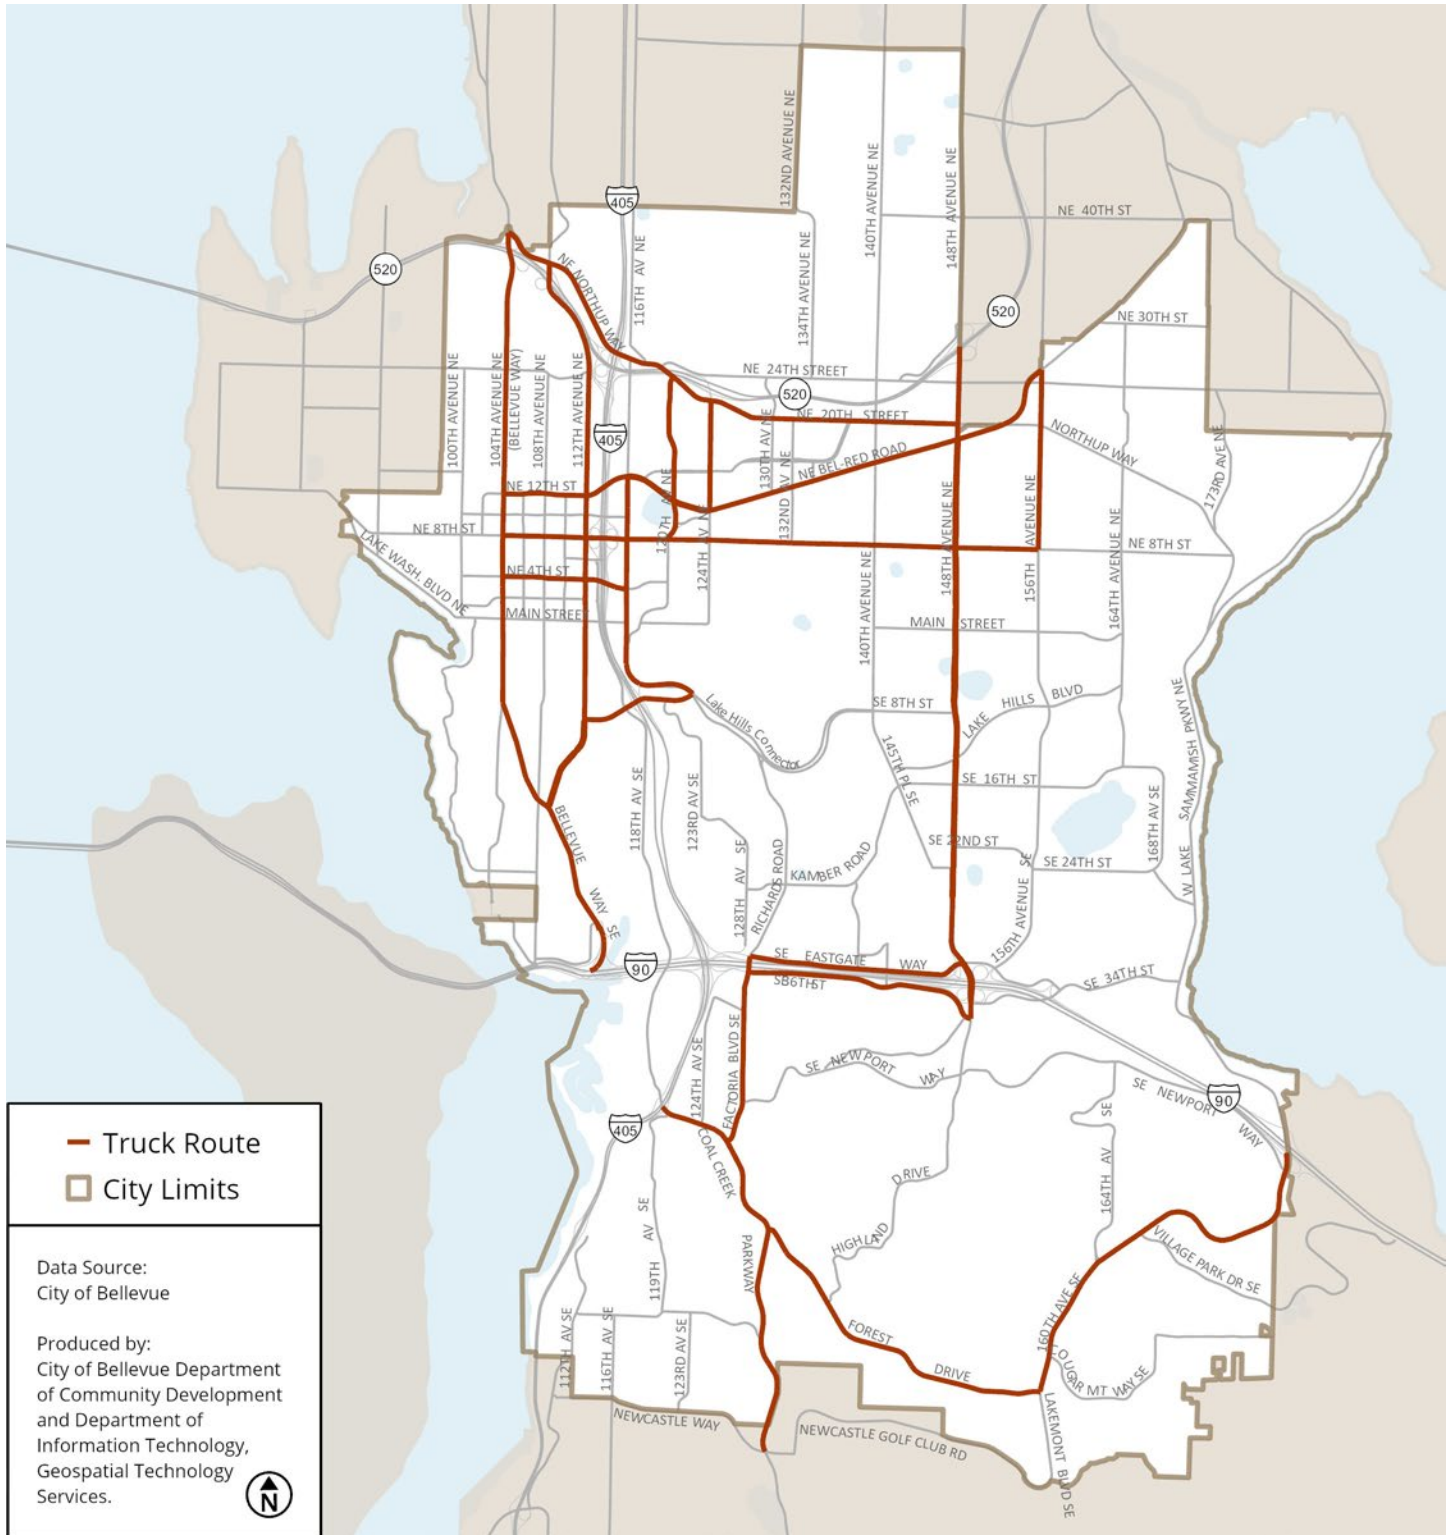 132ND AVENUE NE
140TH AVENUE NE
148TH AVENUE NE
405
116TH AV NE
NE 40TH ST
520
NE NORTHUP WAY
134TH AVENUE NE
520
NE 30TH ST
100TH AVENUE NE
104TH AVENUE NE
(BELLEVUE WAY)
108TH AVENUE NE
112TH AVENUE NE
NE 24TH STREET
520
NE 20TH STREET
405
130TH AV NE
132ND AV NE
NE BEL-RED ROAD
NORTHUP WAY
173RD AVE NE
NE 12TH ST
NE 8TH ST
120TH AV NE
124TH AV NE
148TH AVENUE NE
156TH AVENUE NE
164TH AVENUE NE
NE 8TH ST
LAKE WASH. BLVD NE
NE 4TH ST
MAIN STREET
140TH AVENUE NE
MAIN STREET
Lake Hills Connector
SE 8TH ST
LAKE HILLS BLVD
W LAKE SAMMAMISH PKWY NE
145TH PL SE
SE 16TH ST
118TH AV SE
123RD AV SE
BELLEVUE WAY SE
128TH AV SE
RICHARDS ROAD
KAMBER ROAD
SE 22ND ST
SE 24TH ST
168TH AV SE
156TH AVENUE SE
90
SE EASTGATE WAY
SE 34TH ST
124TH AV SE
FACTORIA BLVD SE
SE NEWPORT WAY
SE NEWPORT WAY
90
405
COAL CREEK PARKWAY
164TH AV SE
HIGHLAND DRIVE
119TH AV SE
VILLAGE PARK DR SE
160TH AVE SE
FOREST DRIVE
112TH AV SE
116TH AV SE
123RD AV SE
LAKEMONT BLVD SE
NEWCASTLE WAY
NEWCASTLE GOLF CLUB RD
Truck Route
City Limits
Data Source:
City of Bellevue
Produced by:
City of Bellevue Department
of Community Development
and Department of
Information Technology,
Geospatial Technology
Services.
N